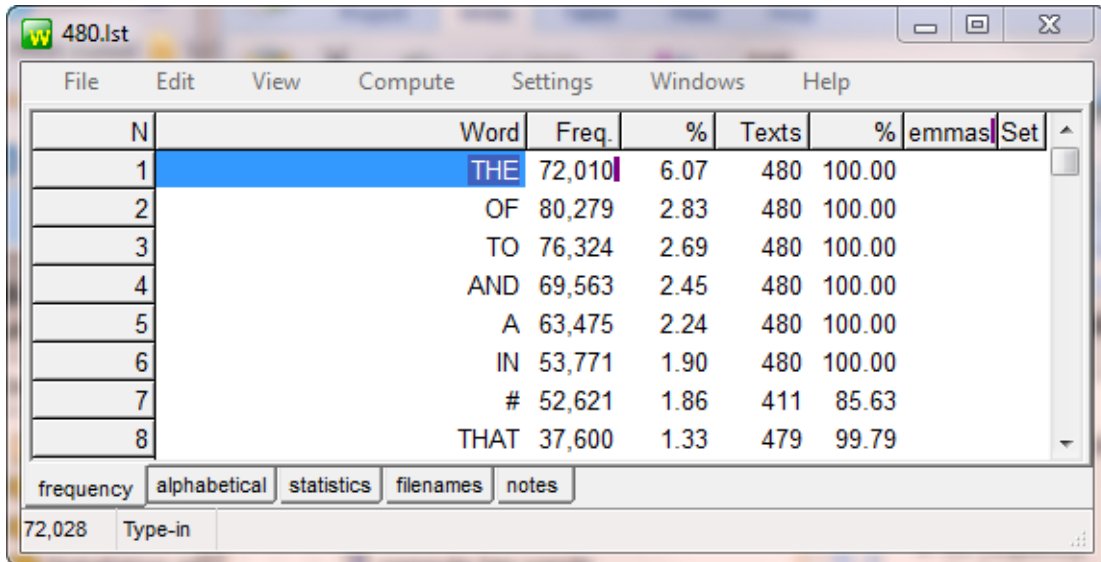 480.lst
File Edit View Compute Settings Windows Help
N Word Freq. % Texts % emmas Set
1 THE 72,010 6.07 480 100.00
2 OF 80,279 2.83 480 100.00
3 TO 76,324 2.69 480 100.00
4 AND 69,563 2.45 480 100.00
5 A 63,475 2.24 480 100.00
6 IN 53,771 1.90 480 100.00
7 # 52,621 1.86 411 85.63
8 THAT 37,600 1.33 479 99.79
frequency alphabetical statistics filenames notes
72,028 Type-in